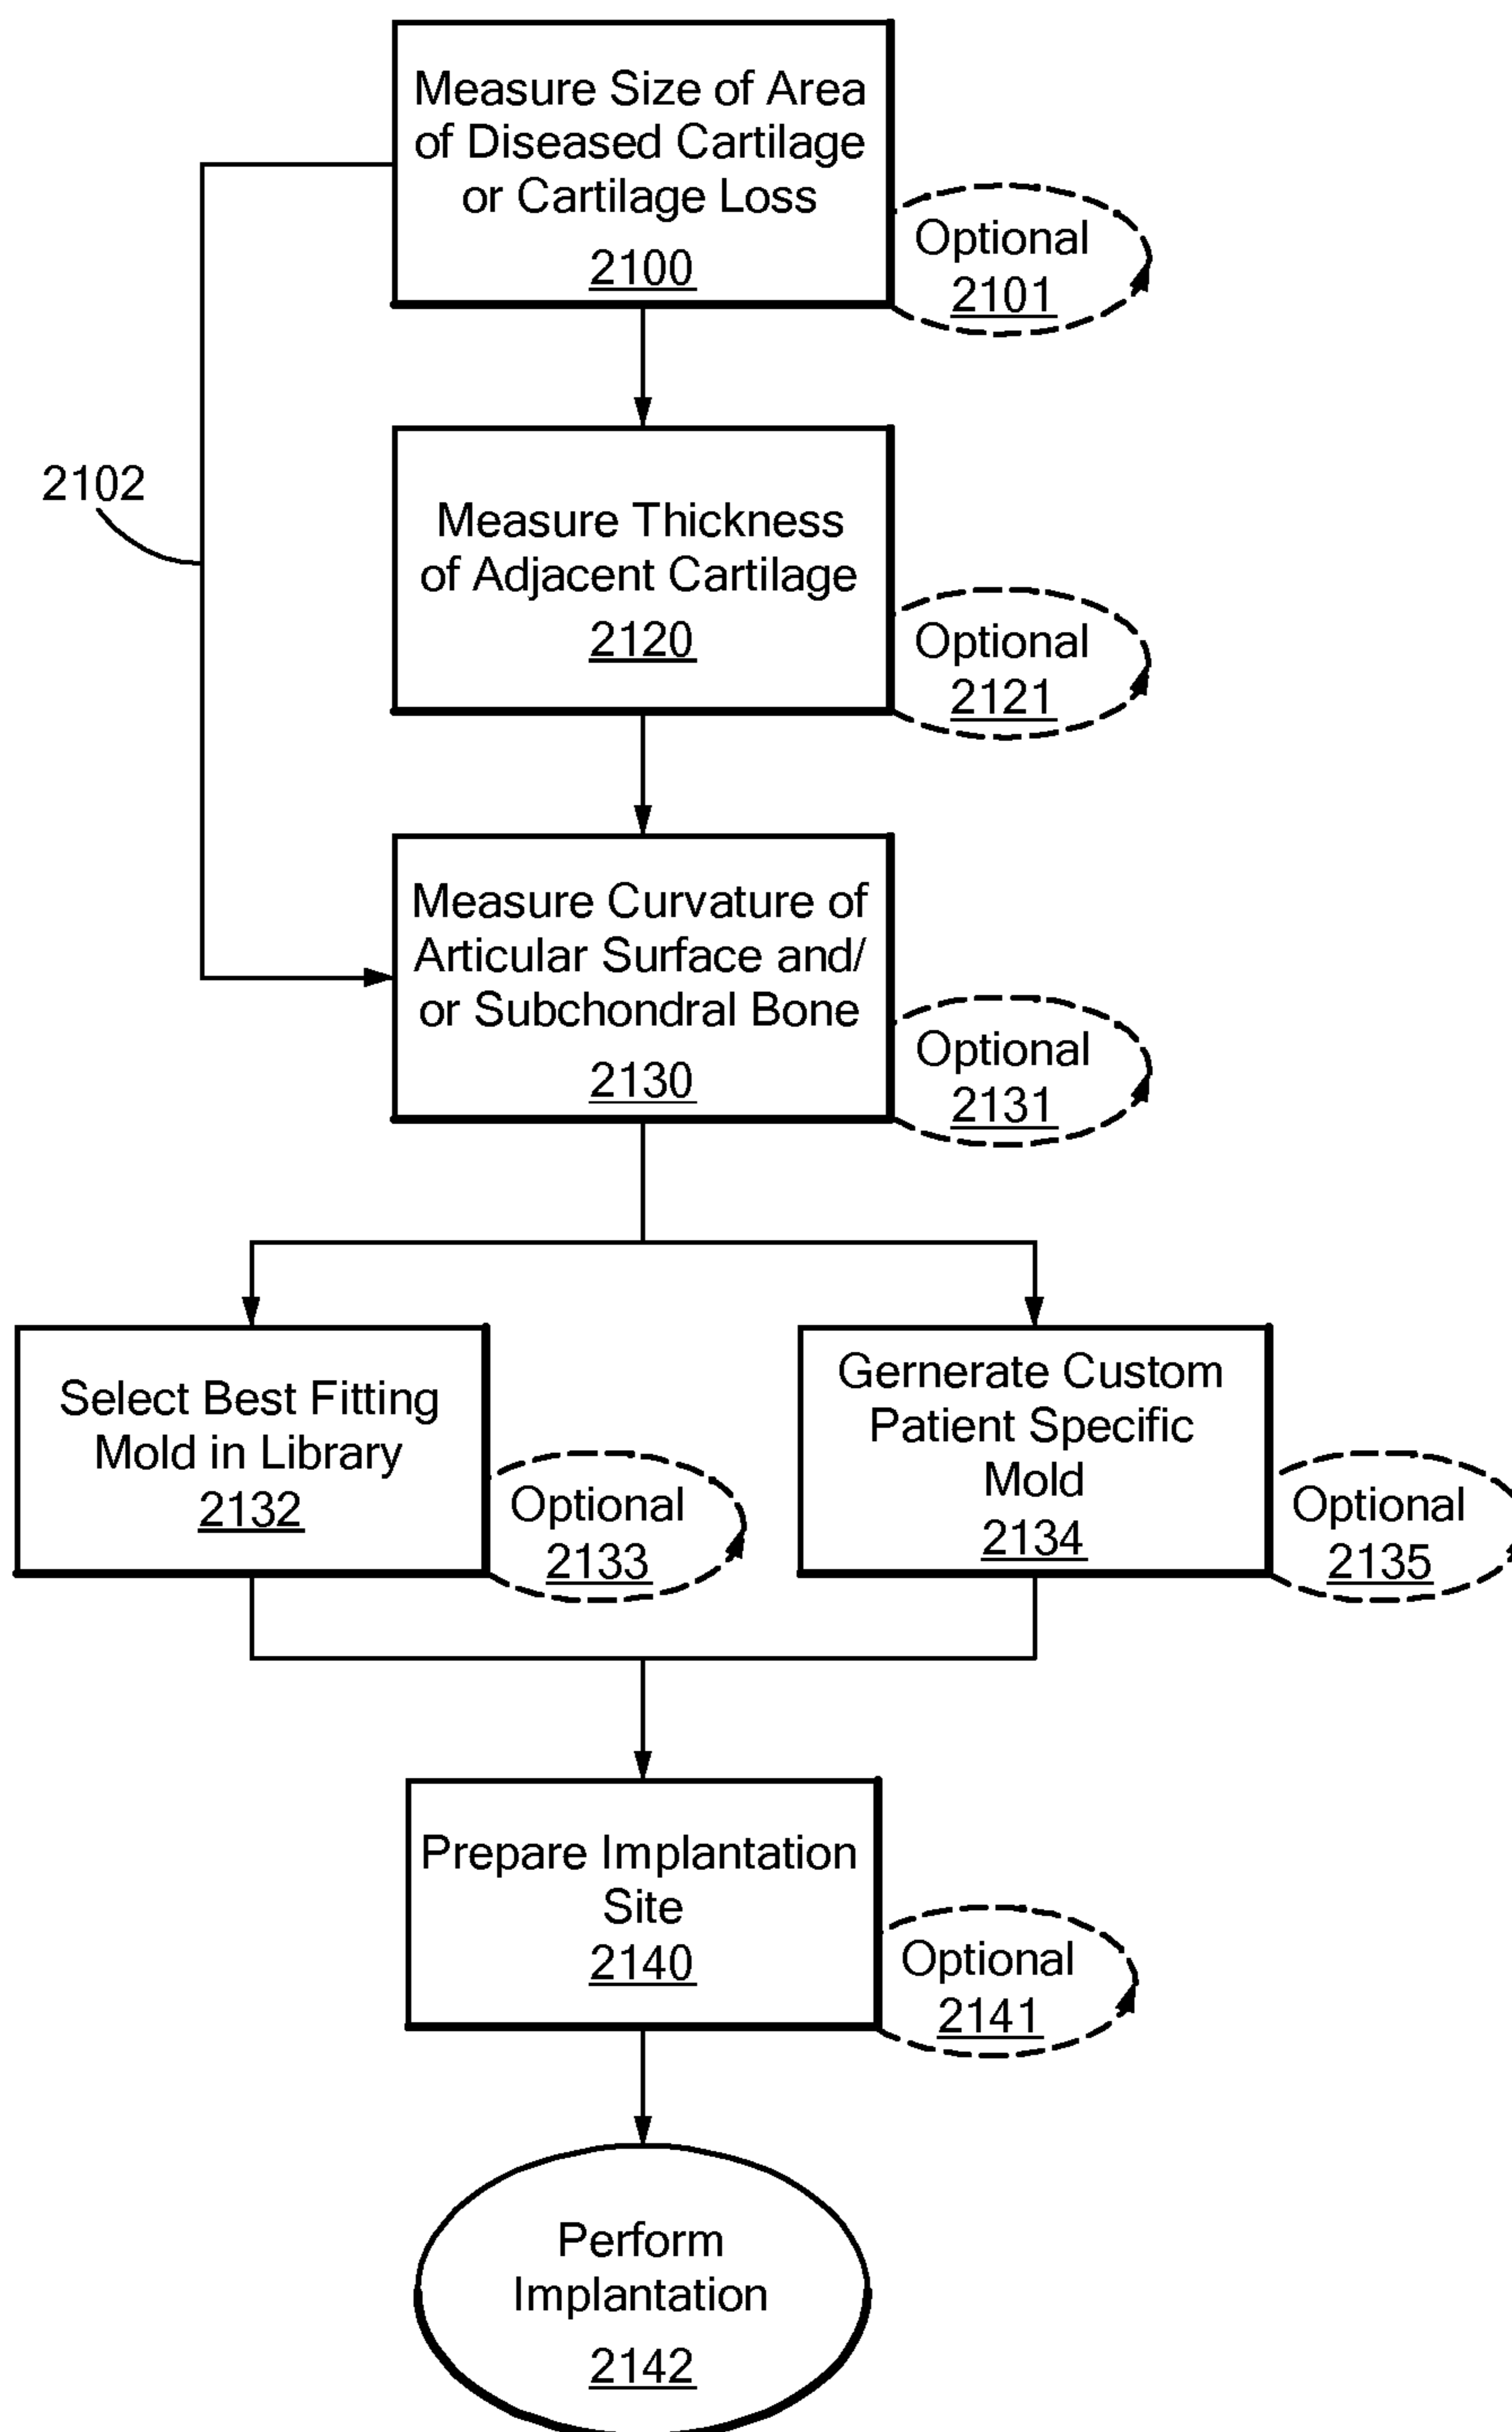 Measure Size of Area
of Diseased Cartilage
or Cartilage Loss
2100
Optional
2101
2102
Measure Thickness
of Adjacent Cartilage
2120
Optional
2121
Measure Curvature of
Articular Surface and/
or Subchondral Bone
2130
Optional
2131
Select Best Fitting
Mold in Library
2132
Optional
2133
Gernerate Custom
Patient Specific
Mold
2134
Optional
2135
Prepare Implantation
Site
2140
Optional
2141
Perform
Implantation
2142